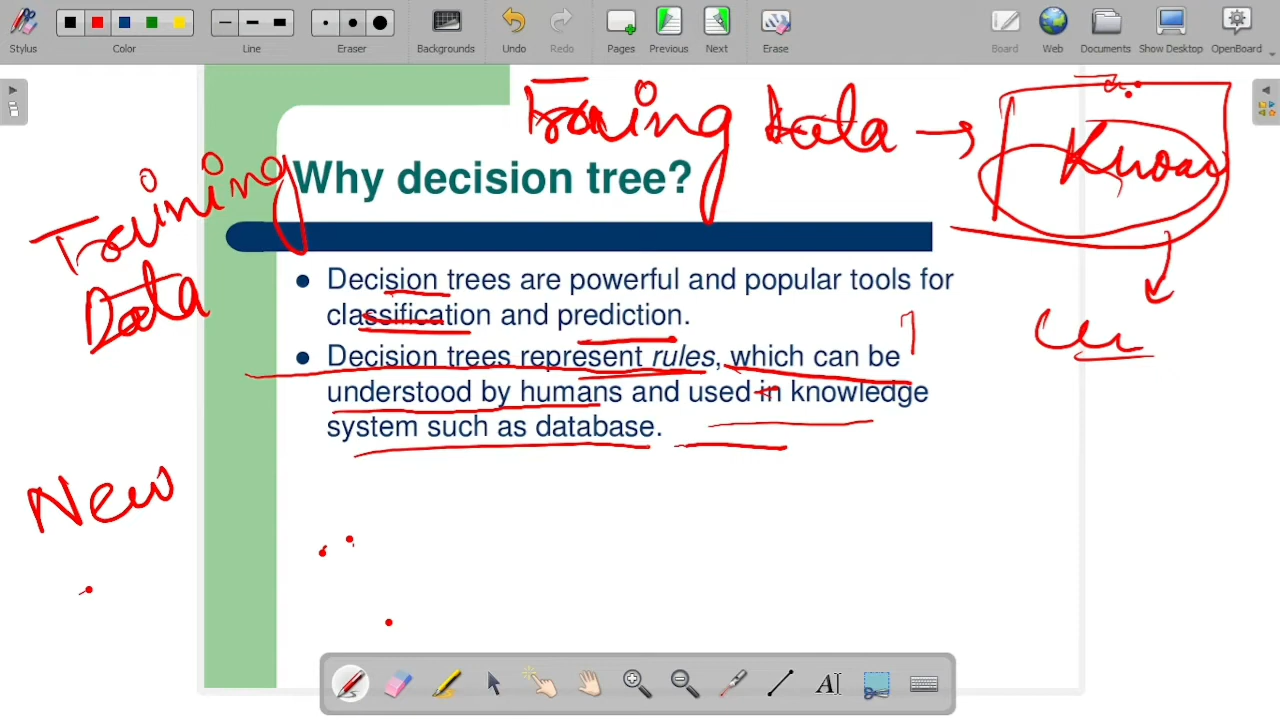 Stylus Color Line Eraser Backgrounds Undo Redo Pages Previous Next Erase Board Web Documents Show Desktop OpenBoard
Training Data →
Know
Why decision tree?
Training
Data
Decision trees are powerful and popular tools for
classification and prediction.
Decision trees represent rules, which can be
understood by humans and used in knowledge
system such as database.
New